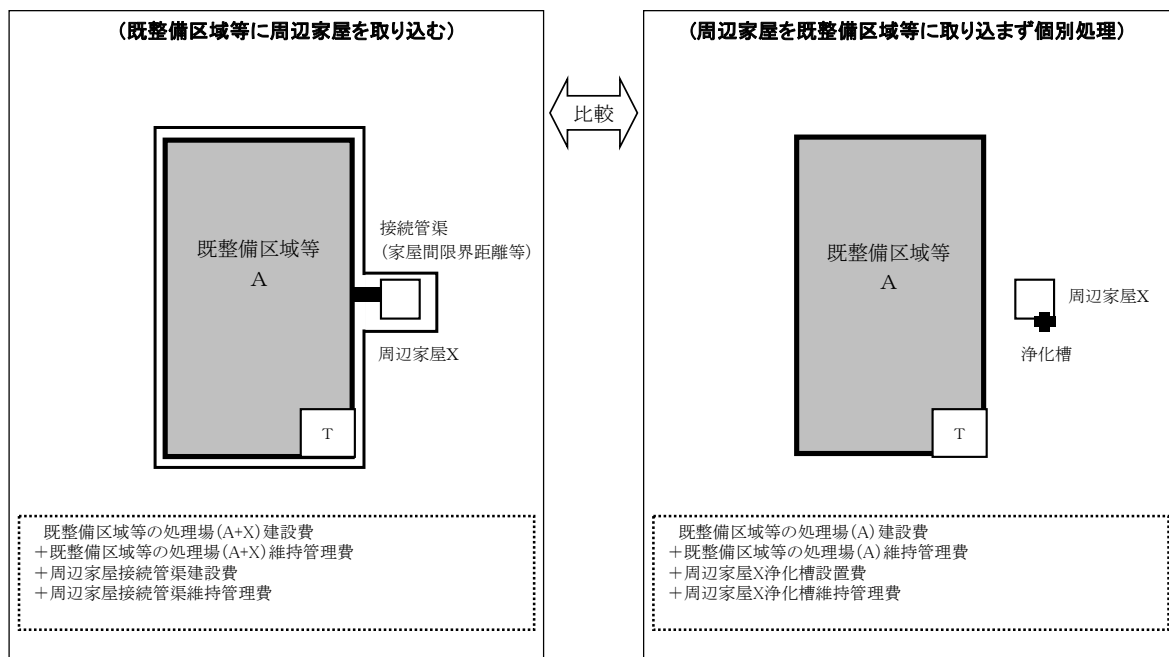 (既整備区域等に周辺家屋を取り込む)
既整備区域等
A
接続管渠
(家屋間限界距離等)
周辺家屋X
T
既整備区域等の処理場(A+X)建設費
+既整備区域等の処理場(A+X)維持管理費
+周辺家屋接続管渠建設費
+周辺家屋接続管渠維持管理費
比較
(周辺家屋を既整備区域等に取り込まず個別処理)
既整備区域等
A
周辺家屋X
浄化槽
T
既整備区域等の処理場(A)建設費
+既整備区域等の処理場(A)維持管理費
+周辺家屋X浄化槽設置費
+周辺家屋X浄化槽維持管理費